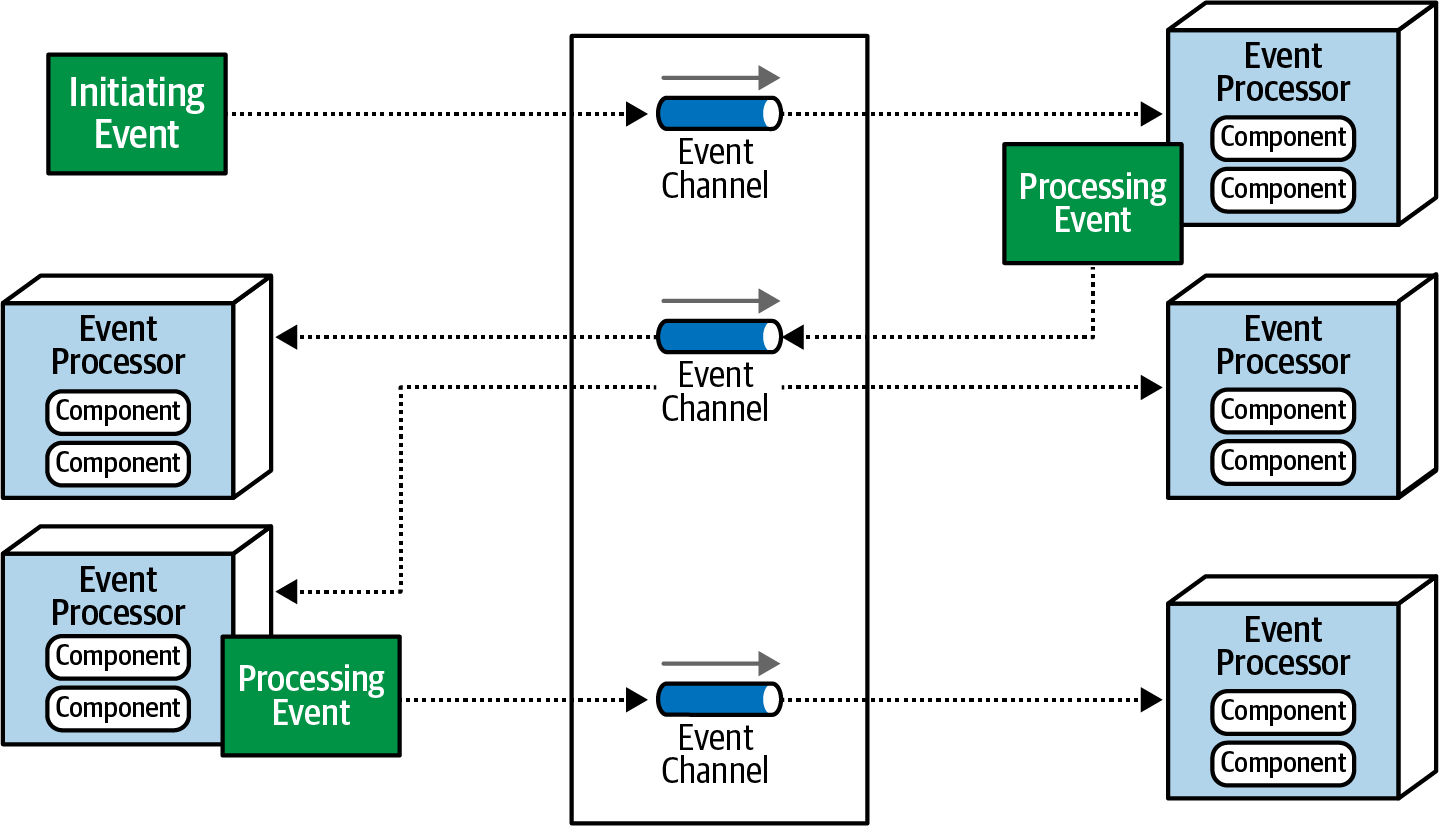 Initiating
Event
Event
Channel
Event
Processor
Component
Component
Processing
Event
Event
Processor
Component
Component
Event
Channel
Event
Processor
Component
Component
Event
Processor
Component
Component
Processing
Event
Event
Channel
Event
Processor
Component
Component